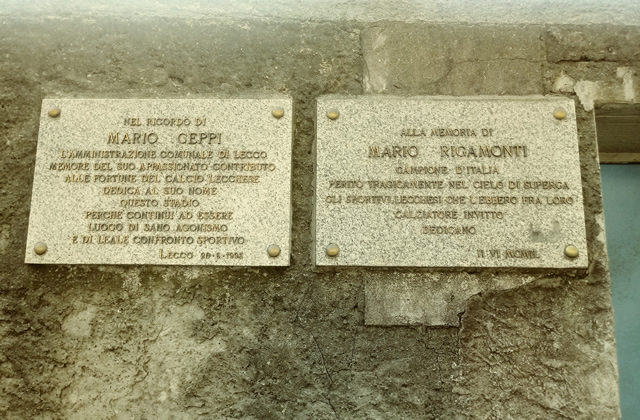 NEL RICORDO DI
MARIO CEPPI
L'AMMINISTRAZIONE COMUNALE DI LECCO
MEMORE DEL SUO APPASSIONATO CONTRIBUTO
ALLE FORTUNE DEL CALCIO LECCHESE
DEDICA AL SUO NOME
QUESTO STADIO
PERCHE CONTINUI AD ESSERE
LUOGO DI SANO AGONISMO
E DI LEALE CONFRONTO SPORTIVO
LECCO
ALLA MEMORIA DI
MARIO RIGAMONTI
CAMPIONE D'ITALIA
PERITO TRAGICAMENTE NEL CIELO DI SUPERGA
GLI SPORTIVI LECCHESI CHE L'EBBERO FRA LORO
CALCIATORE INVITTO
DEDICANO
II VI MCMIL